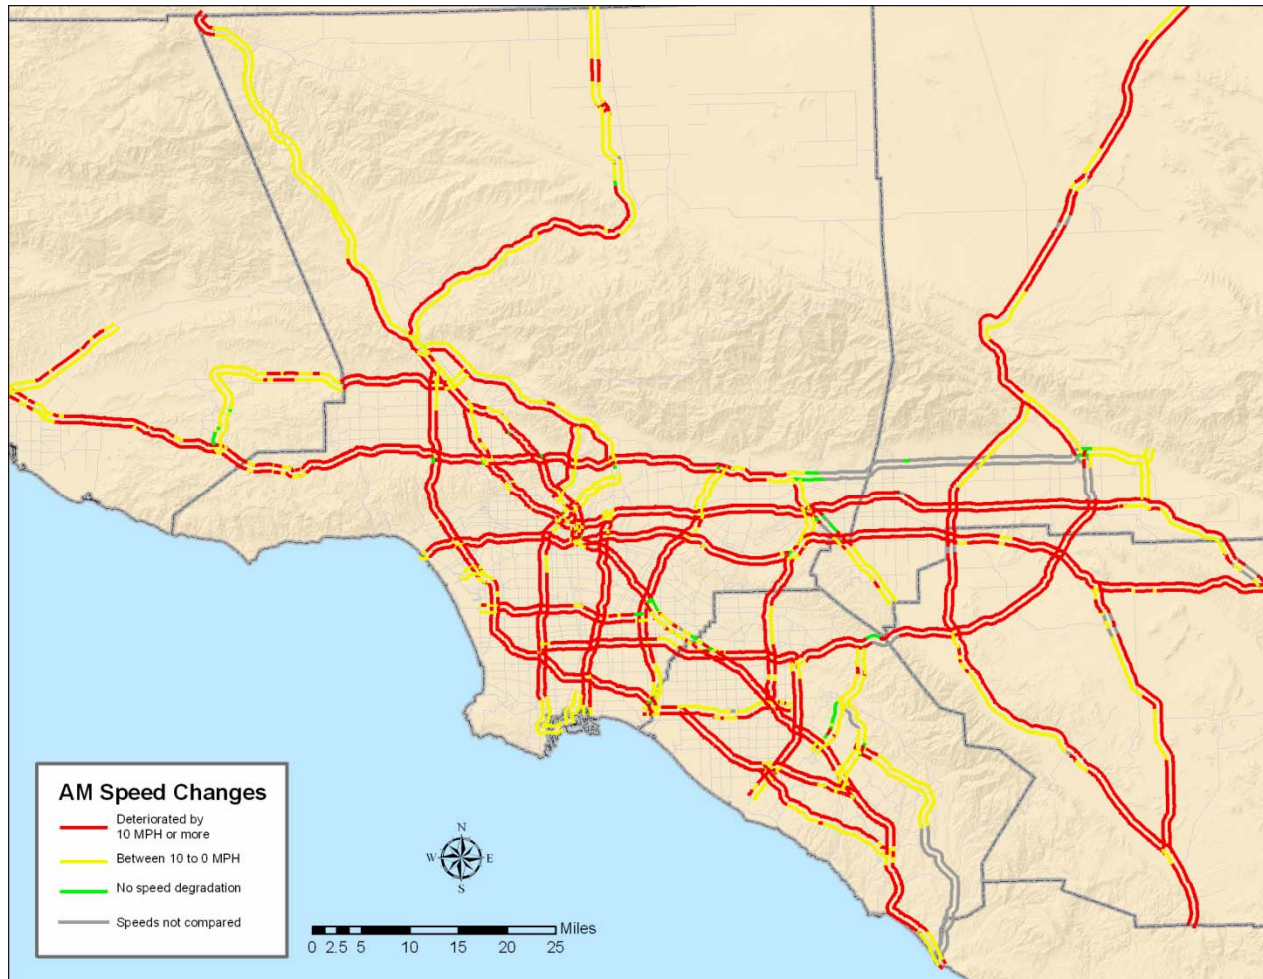 AM Speed Changes
Deteriorated by
10 MPH or more
Between 10 to 0 MPH
No speed degradation
Speeds not compared
N
W E
S
Miles
0 2.5 5 10 15 20 25